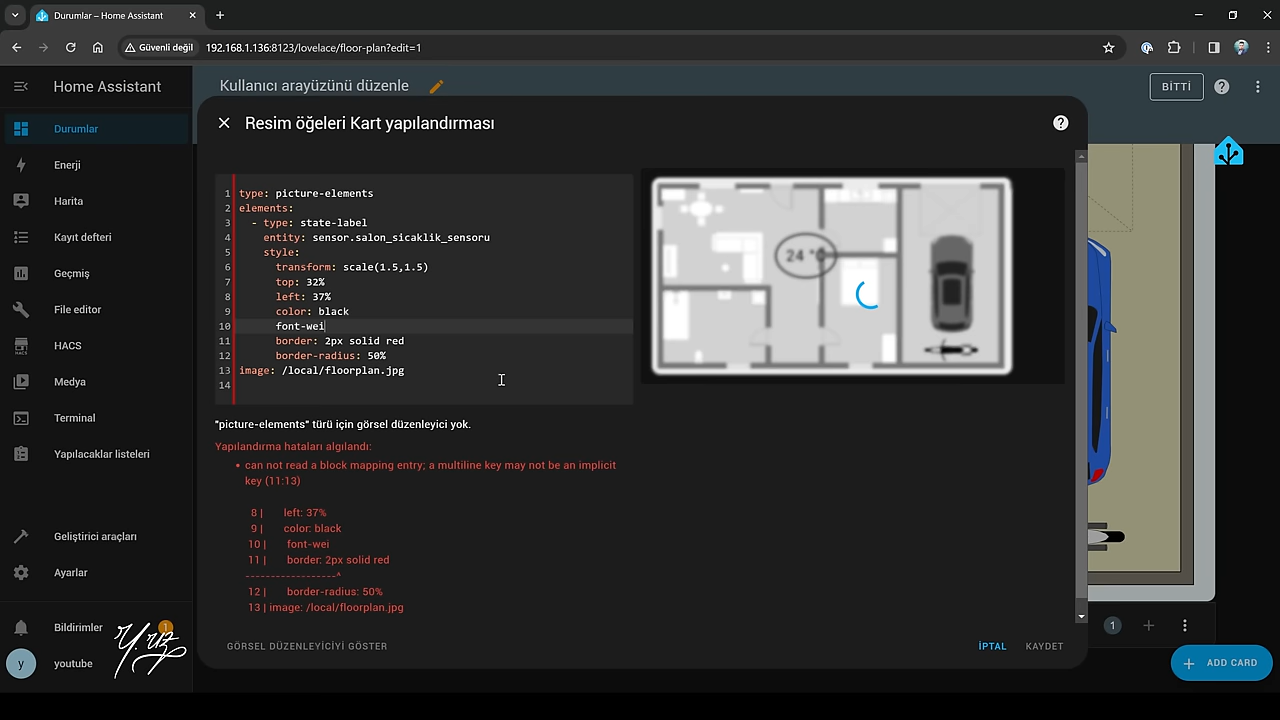 Durumlar – Home Assistant
Güvenli değil
192.168.1.136:8123/lovelace/floor-plan?edit=1
Home Assistant
Kullanıcı arayüzünü düzenle
BİTTİ
Durumlar
Enerji
Harita
Kayıt defteri
Geçmiş
File editor
HACS
HACS
Medya
Terminal
Yapılacaklar listeleri
Geliştirici araçları
Ayarlar
Bildirimler
1
y
youtube
Y.uz
Resim öğeleri Kart yapılandırması
1 type: picture-elements
2 elements:
3 - type: state-label
4 entity: sensor.salon_sicaklik_sensoru
5 style:
6 transform: scale(1.5,1.5)
7 top: 32%
8 left: 37%
9 color: black
10 font-wei
11 border: 2px solid red
12 border-radius: 50%
13 image: /local/floorplan.jpg
14
24 °C
"picture-elements" türü için görsel düzenleyici yok.
Yapılandırma hataları algılandı:
• can not read a block mapping entry; a multiline key may not be an implicit
key (11:13)
8 | left: 37%
9 | color: black
10 | font-wei
11 | border: 2px solid red
------------------^
12 | border-radius: 50%
13 | image: /local/floorplan.jpg
GÖRSEL DÜZENLEYİCİYİ GÖSTER
İPTAL
KAYDET
1
ADD CARD